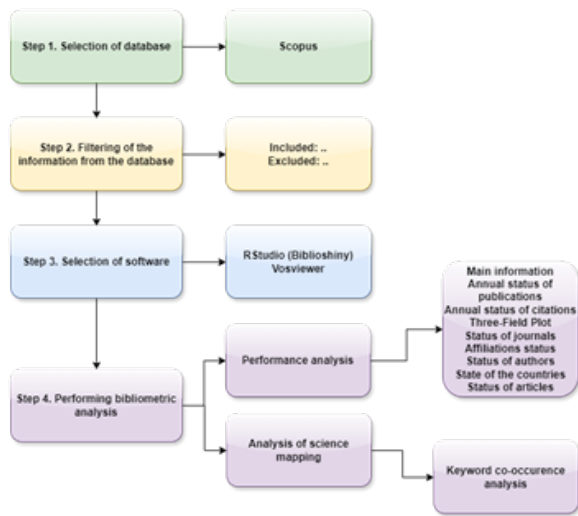 Step 1. Selection of database
Scopus
Step 2. Filtering of the
information from the database
Included: ..
Excluded: ..
Step 3. Selection of software
RStudio (Biblioshiny)
Vosviewer
Step 4. Performing bibliometric
analysis
Performance analysis
Main information
Annual status of
publications
Annual status of citations
Three-Field Plot
Status of journals
Affiliations status
Status of authors
State of the countries
Status of articles
Analysis of science
mapping
Keyword co-occurence
analysis